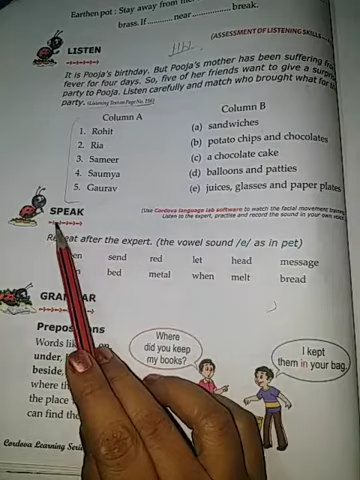 Earthen pot : Stay away from
brass. If ............ near .................. break.
(ASSESSMENT OF LISTENING SKILLS
LISTEN
It is Pooja's birthday. But Pooja's mother has been suffering from
fever for four days. So, five of her friends want to give a surprise
party to Pooja. Listen carefully and match who brought what for
party. (Listening Text on Page No. 136)
Column A Column B
1. Rohit (a) sandwiches
2. Ria (b) potato chips and chocolates
3. Sameer (c) a chocolate cake
4. Saumya (d) balloons and patties
5. Gaurav (e) juices, glasses and paper plates
SPEAK
(Use Cordova language lab software to watch the facial movement
Listen to the expert, practise and record the sound in your own voice
after the expert. (the vowel sound /e/ as in pet)
send red let head message
bed metal when melt bread
Prepositions
Words
under,
beside,
where
the place
can find the
Where
did you keep
my books?
I kept
them in your bag.
Cordova Learning Series